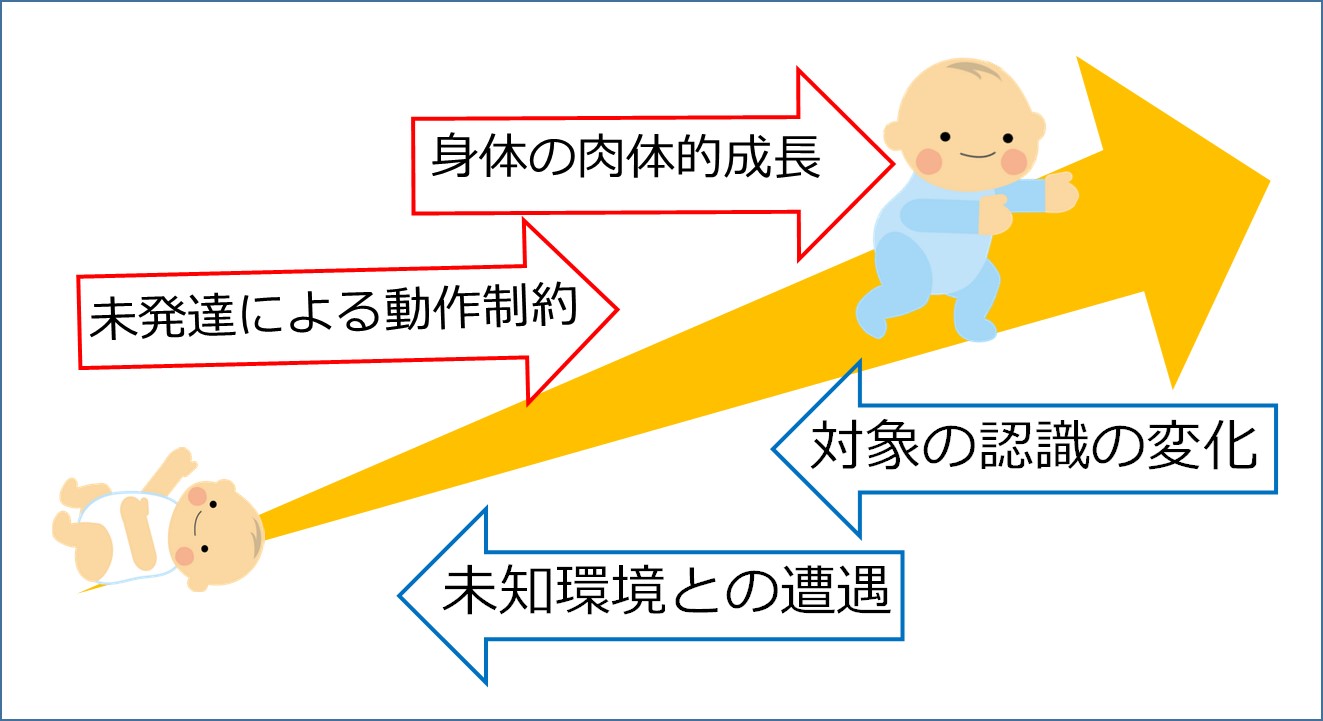 身体の肉体的成長
未発達による動作制約
対象の認識の変化
未知環境との遭遇